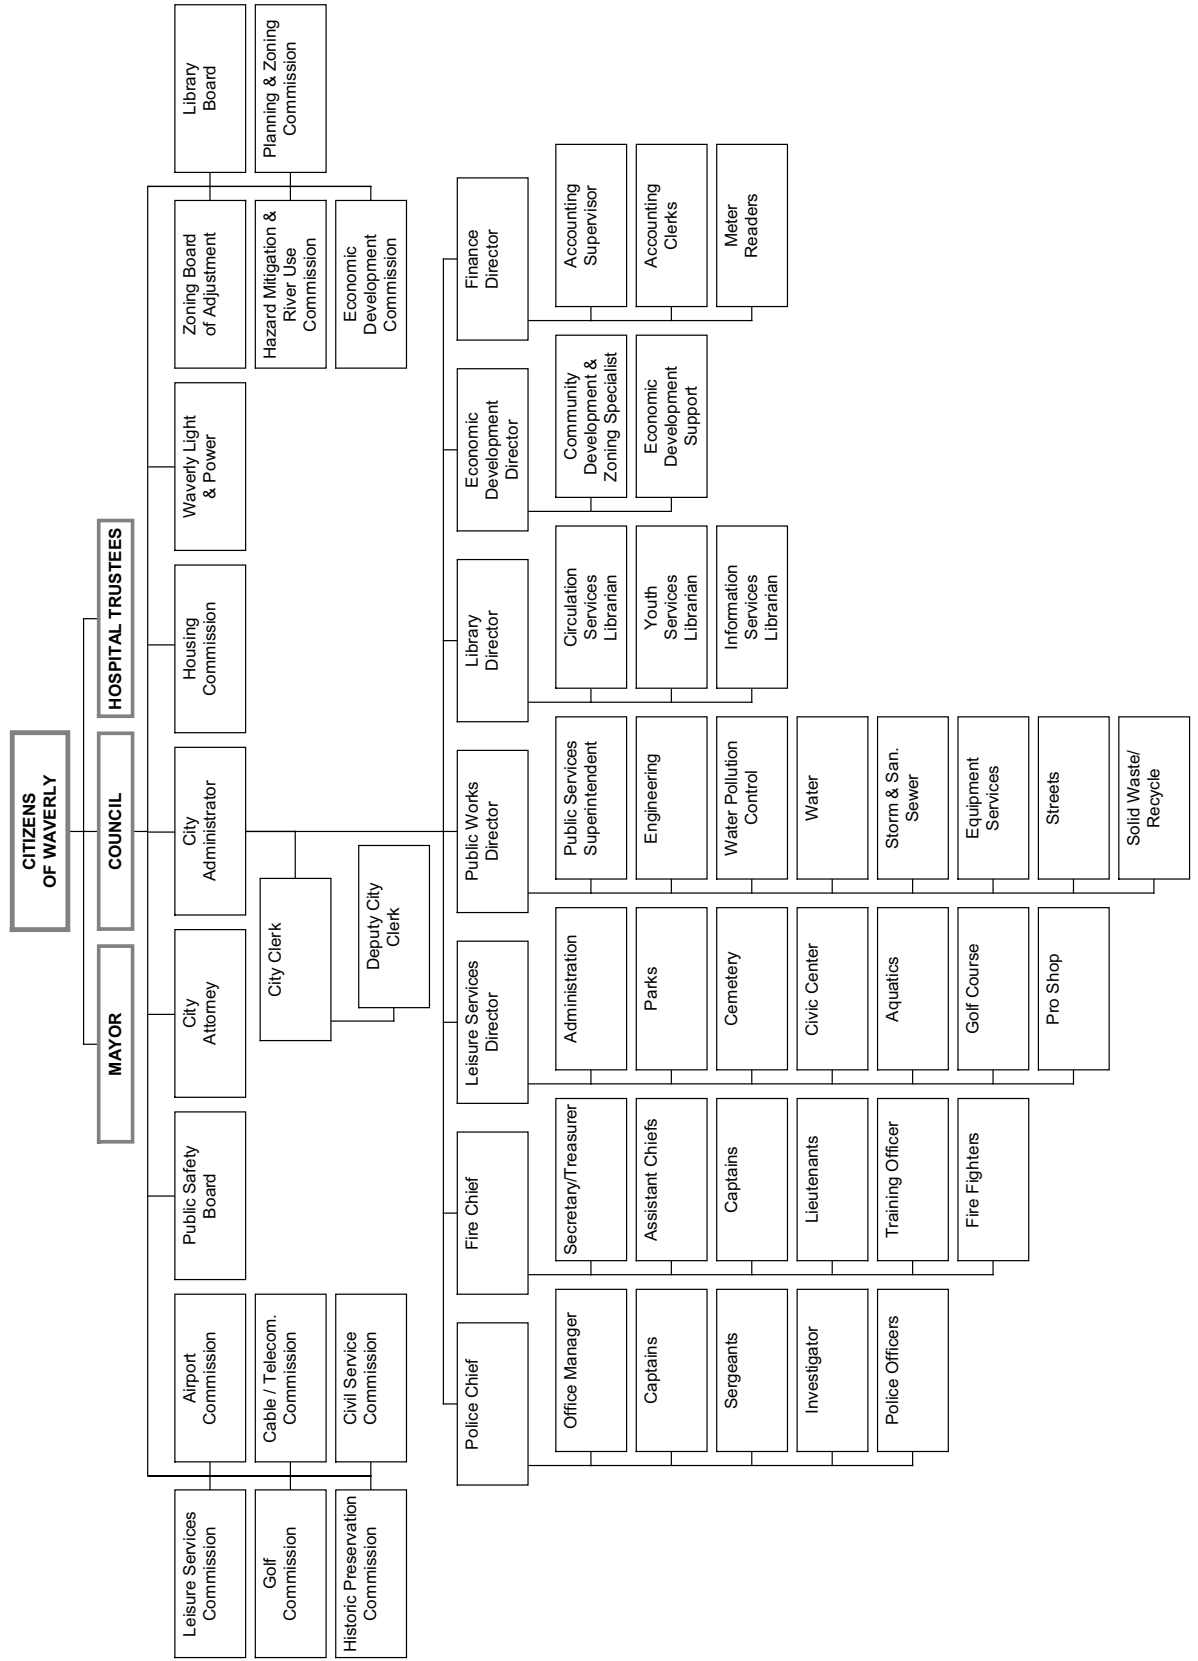 CITIZENS
OF WAVERLY
MAYOR
COUNCIL
HOSPITAL TRUSTEES
Leisure Services
Commission
Golf
Commission
Historic Preservation
Commission
Airport
Commission
Cable / Telecom.
Commission
Civil Service
Commission
Public Safety
Board
City
Attorney
City
Administrator
Housing
Commission
Waverly Light
& Power
Zoning Board
of Adjustment
Hazard Mitigation &
River Use
Commission
Economic
Development
Commission
Library
Board
Planning & Zoning
Commission
City Clerk
Deputy City
Clerk
Police Chief
Office Manager
Captains
Sergeants
Investigator
Police Officers
Fire Chief
Secretary/Treasurer
Assistant Chiefs
Captains
Lieutenants
Training Officer
Fire Fighters
Leisure Services
Director
Administration
Parks
Cemetery
Civic Center
Aquatics
Golf Course
Pro Shop
Public Works
Director
Public Services
Superintendent
Engineering
Water Pollution
Control
Water
Storm & San.
Sewer
Equipment
Services
Streets
Solid Waste/
Recycle
Library
Director
Circulation
Services
Librarian
Youth
Services
Librarian
Information
Services
Librarian
Economic
Development
Director
Community
Development &
Zoning Specialist
Economic
Development
Support
Finance
Director
Accounting
Supervisor
Accounting
Clerks
Meter
Readers